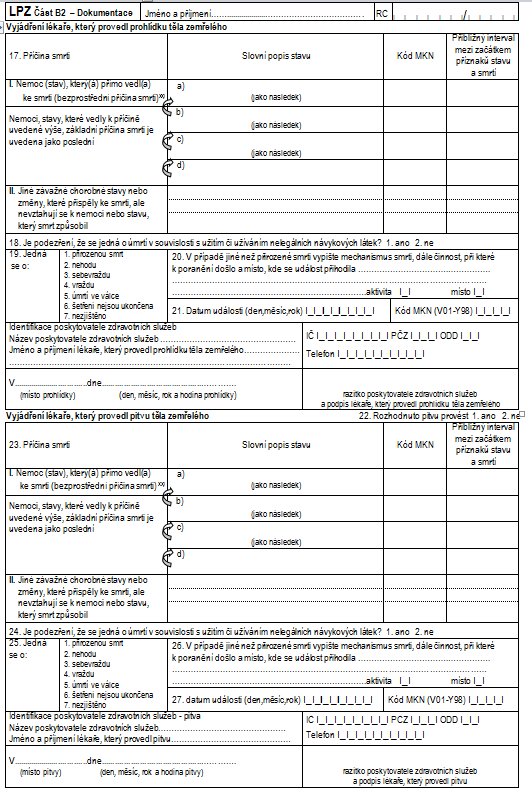 LPZ Část B2 – Dokumentace Jméno a příjmení................................................................ RC | | | | | | |/| | | |
Vyjádření lékaře, který provedl prohlídku těla zemřelého
17. Příčina smrti Slovní popis stavu Kód MKN Přibližný interval
mezi začátkem
příznaků stavu
a smrti
I. Nemoc (stav), který(á) přímo vedl(a)
ke smrti (bezprostřední příčina smrti)xx)
a)
(jako následek)
Nemoci, stavy, které vedly k příčině
uvedené výše, základní příčina smrti je
uvedena jako poslední
b)
(jako následek)
c)
(jako následek)
d)
II. Jiné závažné chorobné stavy nebo
změny, které přispěly ke smrti, ale
nevztahují se k nemoci nebo stavu,
který smrt způsobil
18. Je podezření, že se jedná o úmrtí v souvislosti s užitím či užíváním nelegálních návykových látek? 1. ano 2. ne
19. Jedná
se o:
1. přirozenou smrt
2. nehodu
3. sebevraždu
4. vraždu
5. úmrtí ve válce
6. šetření nejsou ukončena
7. nezjištěno
20. V případě jiné než přirozené smrti vypište mechanismus smrti, dále činnost, při které
k poranění došlo a místo, kde se událost přihodila ................................................
................................................................................aktivita I_I místo I_I
21. Datum události (den,měsíc,rok) I_I_I_I_I_I_I_I_I Kód MKN (V01-Y98) I_I_I_I_I
Identifikace poskytovatele zdravotních služeb
Název poskytovatele zdravotních služeb ................................................
Jméno a příjmení lékaře, který provedl prohlídku těla zemřelého....................
................................................................................................
IČ I_I_I_I_I_I_I_I_I PČZ I_I_I_I ODD I_I_I
Telefon I_I_I_I_I_I_I_I_I_I
V..............................dne................................................
(místo prohlídky) (den, měsíc, rok a hodina prohlídky)
razítko poskytovatele zdravotních služeb
a podpis lékaře, který provedl prohlídku těla zemřelého
Vyjádření lékaře, který provedl pitvu těla zemřelého 22. Rozhodnuto pitvu provést 1. ano 2. ne
23. Příčina smrti Slovní popis stavu Kód MKN Přibližný interval
mezi začátkem
příznaků stavu
a smrti
I. Nemoc (stav), který(á) přímo vedl(a)
ke smrti (bezprostřední příčina smrti)xx)
a)
(jako následek)
Nemoci, stavy, které vedly k příčině
uvedené výše, základní příčina smrti je
uvedena jako poslední
b)
(jako následek)
c)
(jako následek)
d)
II. Jiné závažné chorobné stavy nebo
změny, které přispěly ke smrti, ale
nevztahují se k nemoci nebo stavu,
který smrt způsobil
24. Je podezření, že se jedná o úmrtí v souvislosti s užitím či užíváním nelegálních návykových látek? 1. ano 2. ne
25. Jedná
se o:
1. přirozenou smrt
2. nehodu
3. sebevraždu
4. vraždu
5. úmrtí ve válce
6. šetření nejsou ukončena
7. nezjištěno
26. V případě jiné než přirozené smrti vypište mechanismus smrti, dále činnost, při které
k poranění došlo a místo, kde se událost přihodila ................................................
................................................................................aktivita I_I místo I_I
27. datum události (den,měsíc,rok) I_I_I_I_I_I_I_I_I Kód MKN (V01-Y98) I_I_I_I_I
Identifikace poskytovatele zdravotních služeb - pitva
Název poskytovatele zdravotních služeb................................................
Jméno a příjmení lékaře, který provedl pitvu................................................
IČ I_I_I_I_I_I_I_I_I PČZ I_I_I_I ODD I_I_I
Telefon I_I_I_I_I_I_I_I_I_I
V..............................dne................................................
(místo pitvy) (den, měsíc, rok a hodina pitvy)
razítko poskytovatele zdravotních služeb
a podpis lékaře, který provedl pitvu